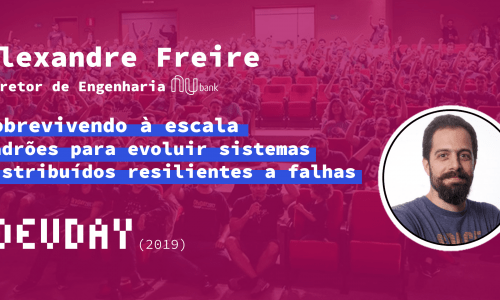 lexandre Freire
retor de Engenharia nu bank
obrevivendo à escala
adrões para evoluir sistemas
stribuídos resilientes a falhas
DEVDAY (2019)